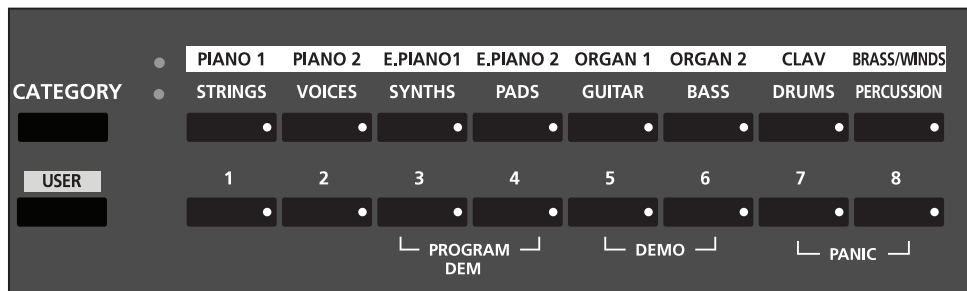 PIANO 1 PIANO 2 E.PIANO1 E.PIANO 2 ORGAN 1 ORGAN 2 CLAV BRASS/WINDS
CATEGORY STRINGS VOICES SYNTHS PADS GUITAR BASS DRUMS PERCUSSION
USER 1 2 3 4 5 6 7 8
PROGRAM DEMO PANIC
DEM